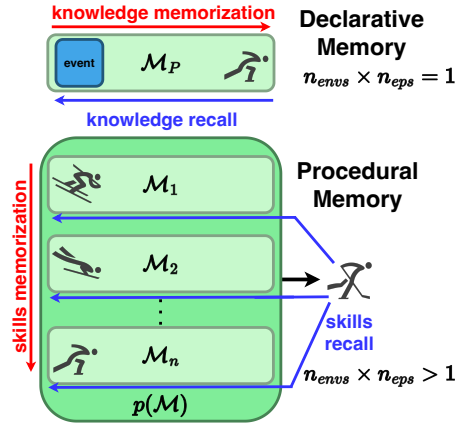 knowledge memorization
Declarative
Memory
event
𝓜_P
n_envs × n_eps = 1
knowledge recall
Procedural
Memory
skills memorization
𝓜_1
𝓜_2
⋮
𝓜_n
skills
recall
n_envs × n_eps > 1
p(𝓜)